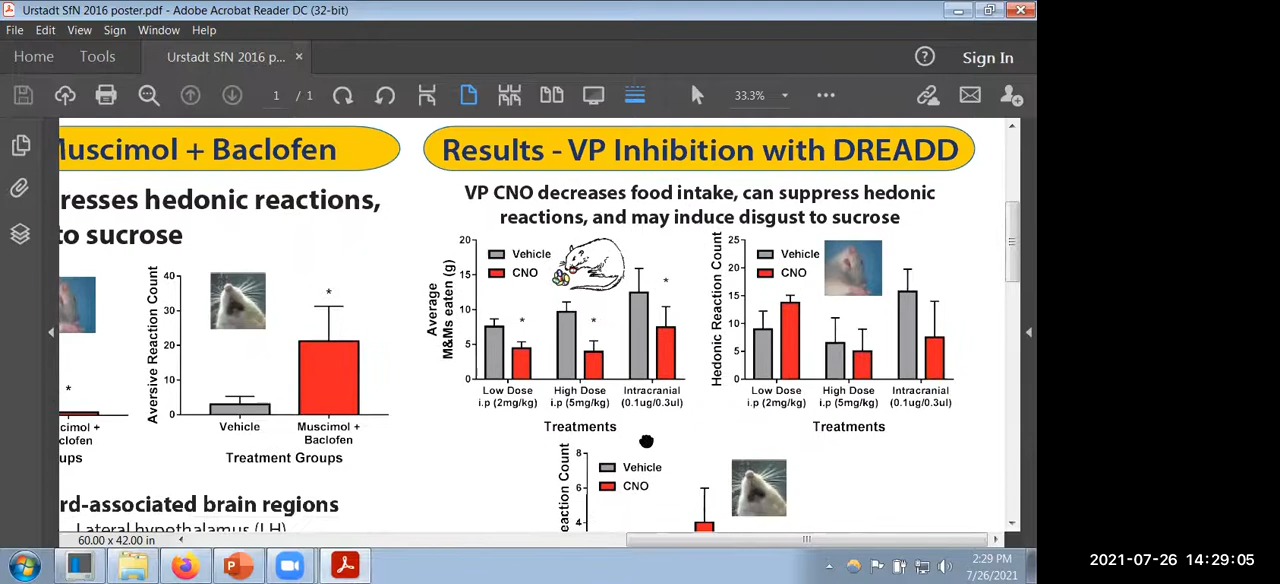 Urstadt SfN 2016 poster.pdf - Adobe Acrobat Reader DC (32-bit)
File Edit View Sign Window Help
Home Tools Urstadt SfN 2016 p... × Sign In
1 / 1 33.3%
Muscimol + Baclofen
resses hedonic reactions,
to sucrose
Aversive Reaction Count
40
30
20
10
0
*
*
Vehicle
Muscimol +
Baclofen
Treatment Groups
cimol +
clofen
ups
rd-associated brain regions
Lateral hypothalamus (LH)
Results - VP Inhibition with DREADD
VP CNO decreases food intake, can suppress hedonic
reactions, and may induce disgust to sucrose
Average
M&Ms eaten (g)
20
15
10
5
0
Vehicle
CNO
* * *
Low Dose High Dose Intracranial
i.p (2mg/kg) i.p (5mg/kg) (0.1ug/0.3ul)
Treatments
Hedonic Reaction Count
25
20
15
10
5
0
Vehicle
CNO
Low Dose High Dose Intracranial
i.p (2mg/kg) i.p (5mg/kg) (0.1ug/0.3ul)
Treatments
eaction Count
8
6
4
Vehicle
CNO
60.00 x 42.00 in
2:29 PM
7/26/2021
2021-07-26 14:29:05